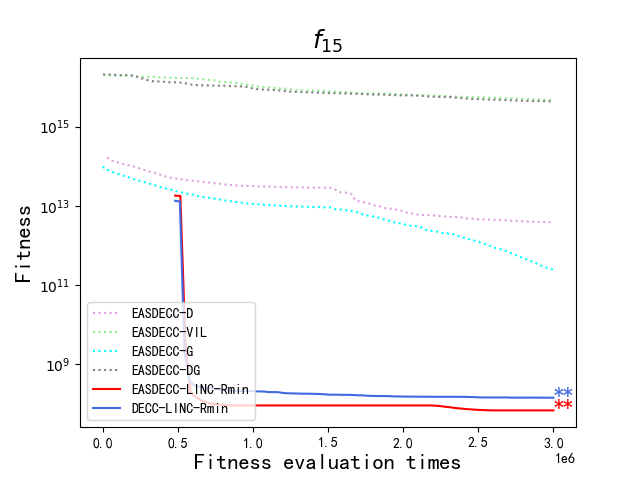 f15
Fitness
10^15
10^13
10^11
10^9
EASDECC-D
EASDECC-VIL
EASDECC-G
EASDECC-DG
EASDECC-LINC-Rmin
DECC-LINC-Rmin
**
**
0.0 0.5 1.0 1.5 2.0 2.5 3.0
1e6
Fitness evaluation times